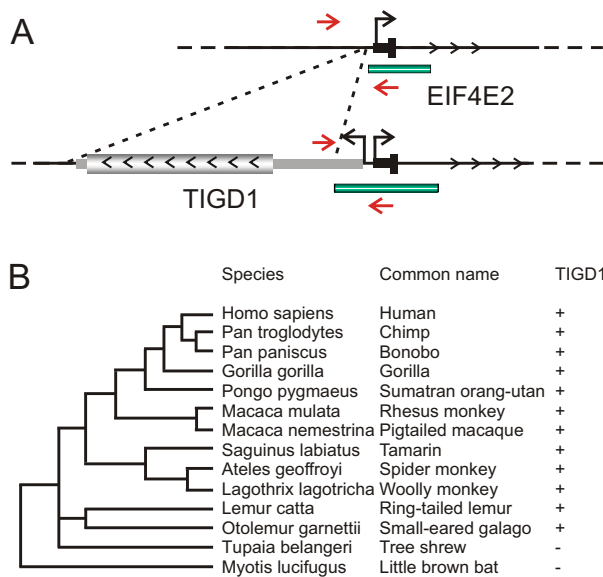 A
EIF4E2
TIGD1
B
Species Common name TIGD1
Homo sapiens Human +
Pan troglodytes Chimp +
Pan paniscus Bonobo +
Gorilla gorilla Gorilla +
Pongo pygmaeus Sumatran orang-utan +
Macaca mulata Rhesus monkey +
Macaca nemestrina Pigtailed macaque +
Saguinus labiatus Tamarin +
Ateles geoffroyi Spider monkey +
Lagothrix lagotricha Woolly monkey +
Lemur catta Ring-tailed lemur +
Otolemur garnettii Small-eared galago +
Tupaia belangeri Tree shrew -
Myotis lucifugus Little brown bat -